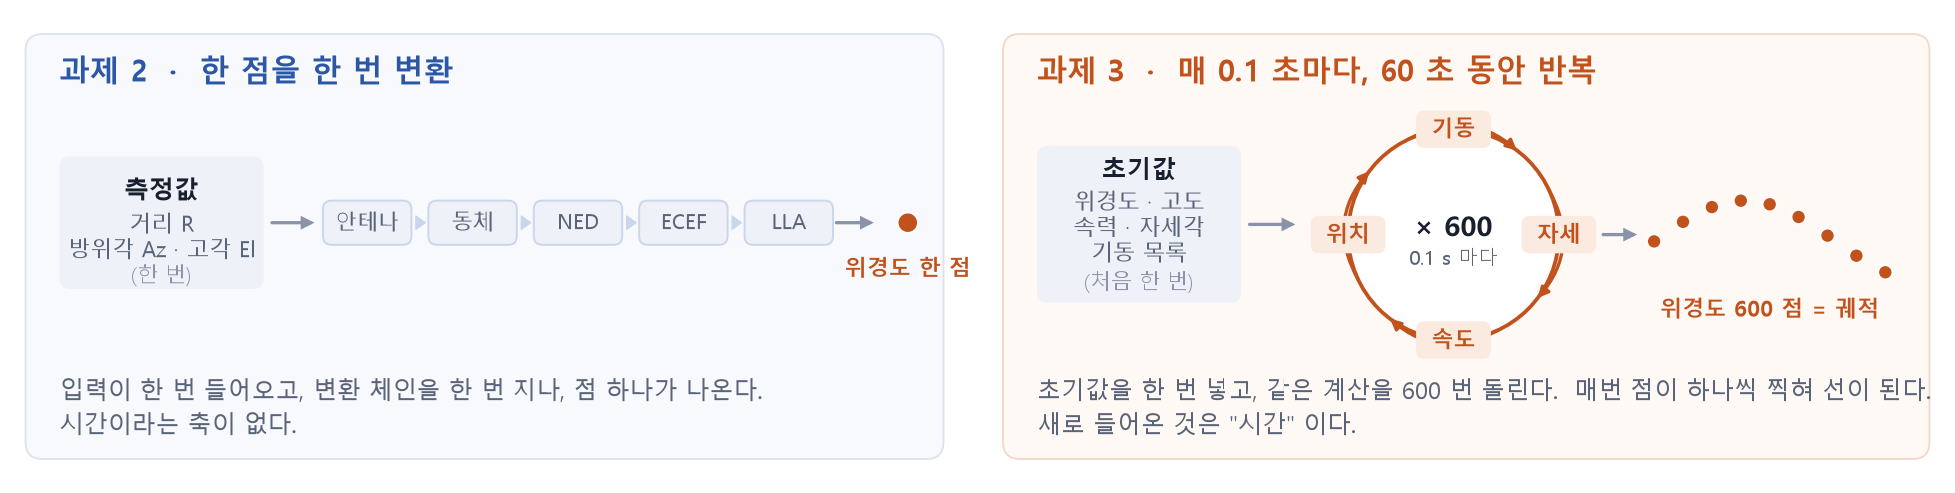 과제 2 · 한 점을 한 번 변환
측정값
거리 R
방위각 Az · 고각 El
(한 번)
안테나
동체
NED
ECEF
LLA
위경도 한 점
입력이 한 번 들어오고, 변환 체인을 한 번 지나, 점 하나가 나온다.
시간이라는 축이 없다.
과제 3 · 매 0.1 초마다, 60 초 동안 반복
초기값
위경도 · 고도
속력 · 자세각
기동 목록
(처음 한 번)
기동
위치
× 600
0.1 s 마다
자세
속도
위경도 600 점 = 궤적
초기값을 한 번 넣고, 같은 계산을 600 번 돌린다. 매번 점이 하나씩 찍혀 선이 된다.
새로 들어온 것은 "시간" 이다.